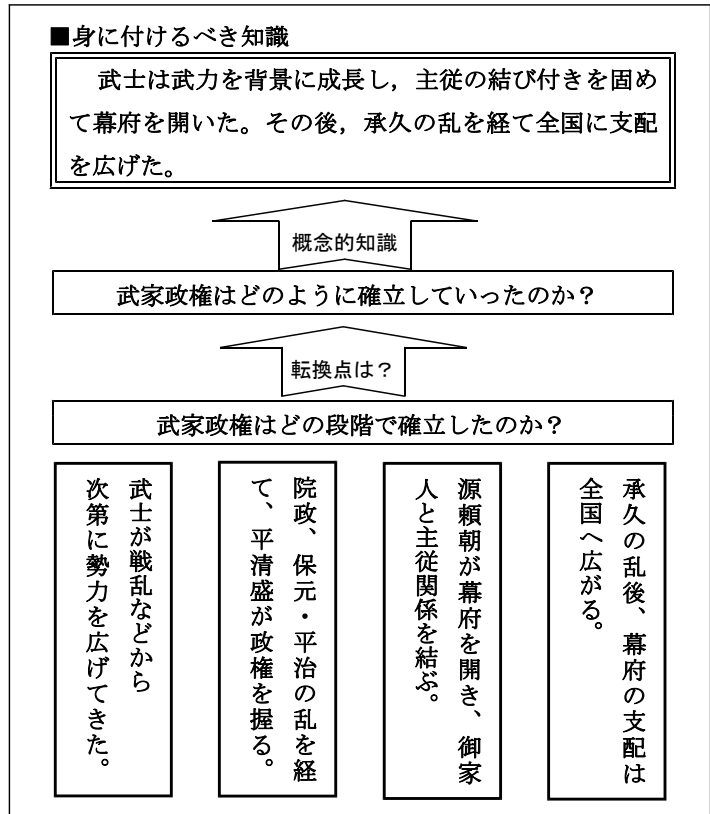 ■身に付けるべき知識
武士は武力を背景に成長し，主従の結び付きを固め
て幕府を開いた。その後，承久の乱を経て全国に支配
を広げた。
概念的知識
武家政権はどのように確立していったのか？
転換点は？
武家政権はどの段階で確立したのか？
武士が戦乱などから
次第に勢力を広げてきた。
院政、保元・平治の乱を経
て、平清盛が政権を握る。
源頼朝が幕府を開き、御家
人と主従関係を結ぶ。
承久の乱後、幕府の支配は
全国へ広がる。